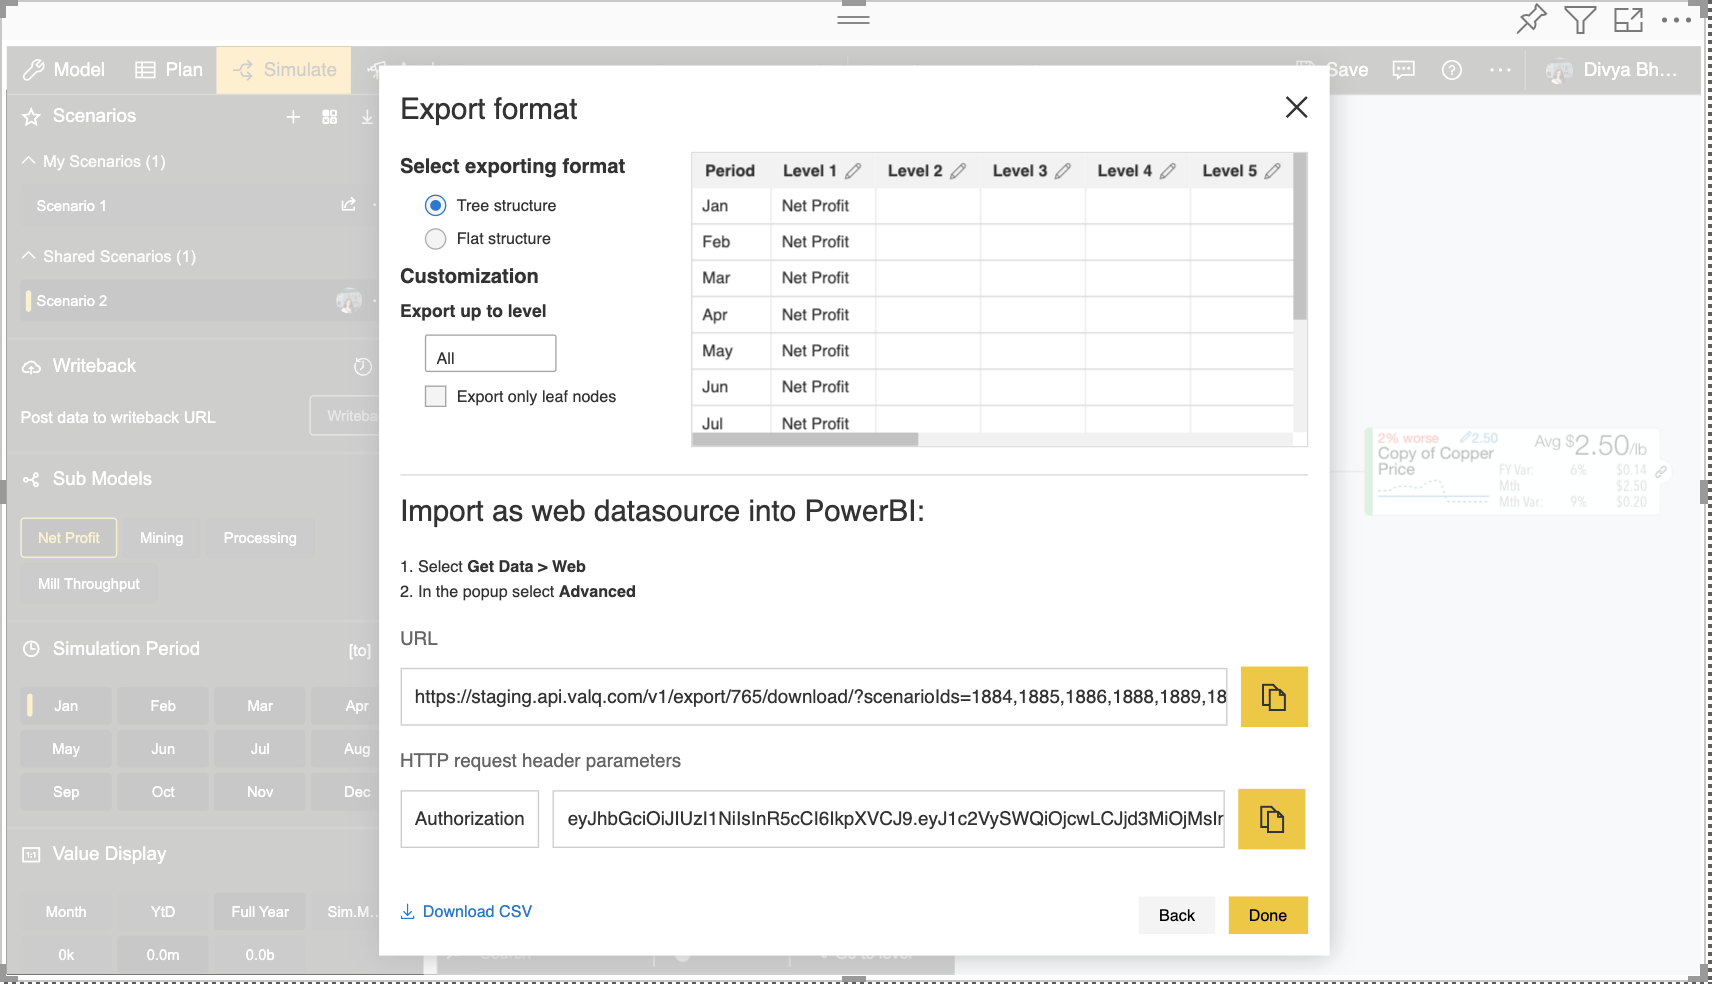 Model
Plan
Simulate
Save
Divya Bh...
Scenarios
My Scenarios (1)
Scenario 1
Shared Scenarios (1)
Scenario 2
Writeback
Post data to writeback URL
Sub Models
Net Profit
Mining
Processing
Mill Throughput
Simulation Period
[to]
Jan
Feb
Mar
Apr
May
Jun
Jul
Aug
Sep
Oct
Nov
Dec
Value Display
Month
YtD
Full Year
Sim.M...
0k
0.0m
0.0b
Export format
Select exporting format
Tree structure
Flat structure
Customization
Export up to level
All
Export only leaf nodes
Period Level 1 Level 2 Level 3 Level 4 Level 5
Jan Net Profit
Feb Net Profit
Mar Net Profit
Apr Net Profit
May Net Profit
Jun Net Profit
Jul Net Profit
Import as web datasource into PowerBI:
1. Select Get Data > Web
2. In the popup select Advanced
URL
https://staging.api.valq.com/v1/export/765/download/?scenarioIds=1884,1885,1886,1888,1889,18
HTTP request header parameters
Authorization
eyJhbGciOiJIUzI1NiIsInR5cCI6IkpXVCJ9.eyJ1c2VySWQiOjcwLCJjd3MiOjMsIr
Download CSV
Back
Done
2% worse
2.50
Avg $2.50/lb
Copy of Copper
Price
FY Var: 6% $0.14
Mth $2.50
Mth Var: 9% $0.20